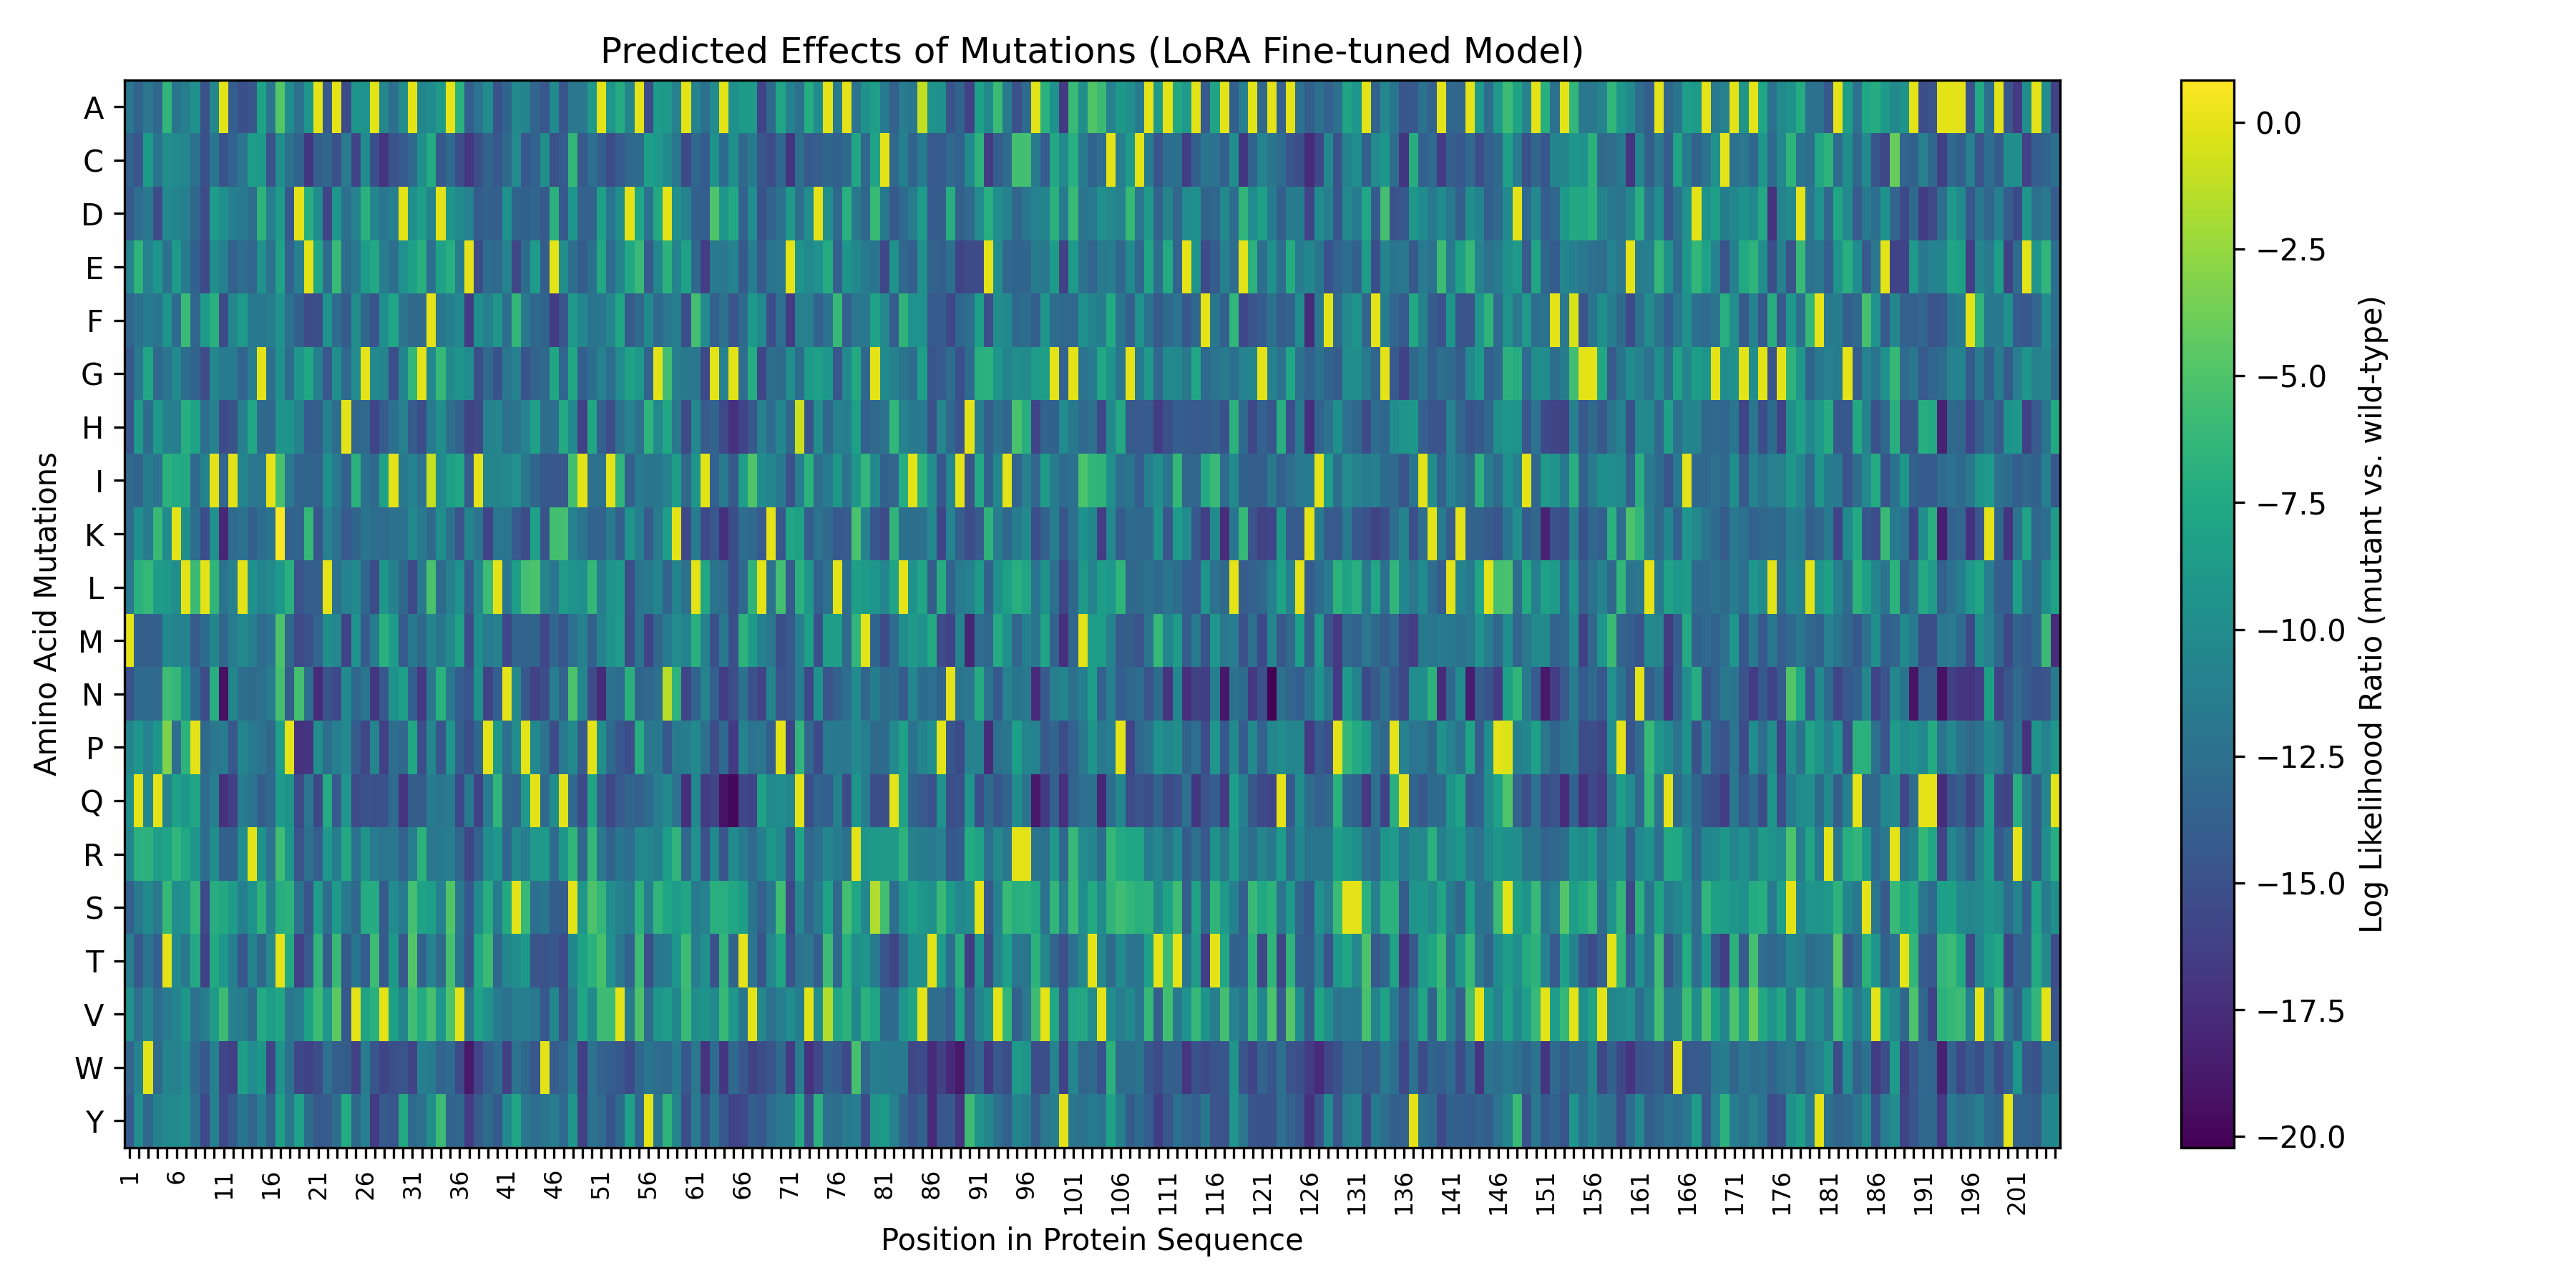 Predicted Effects of Mutations (LoRA Fine-tuned Model)
Amino Acid Mutations
A
C
D
E
F
G
H
I
K
L
M
N
P
Q
R
S
T
V
W
Y
1 6 11 16 21 26 31 36 41 46 51 56 61 66 71 76 81 86 91 96 101 106 111 116 121 126 131 136 141 146 151 156 161 166 171 176 181 186 191 196 201
Position in Protein Sequence
0.0
−2.5
−5.0
−7.5
−10.0
−12.5
−15.0
−17.5
−20.0
Log Likelihood Ratio (mutant vs. wild-type)